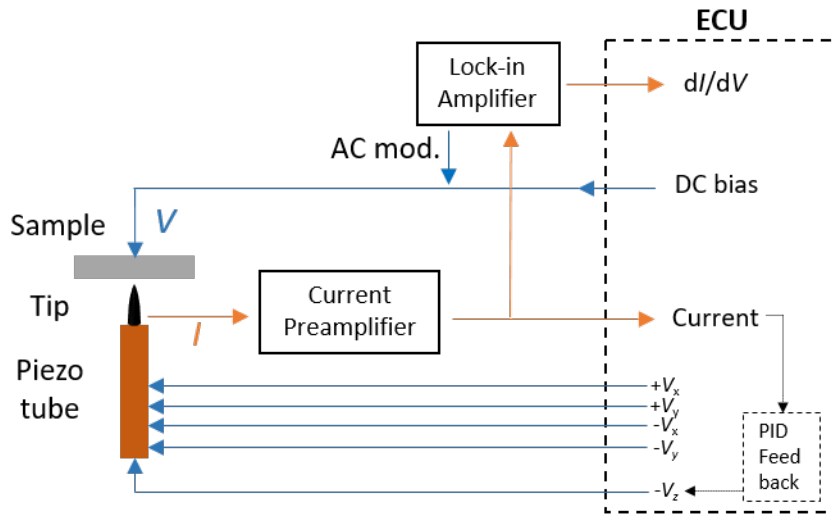 ECU
Lock-in
Amplifier
dI/dV
AC mod.
DC bias
V
Sample
Tip
I
Current
Preamplifier
Current
Piezo
tube
+Vx
+Vy
-Vx
-Vy
-Vz
PID
Feed
back